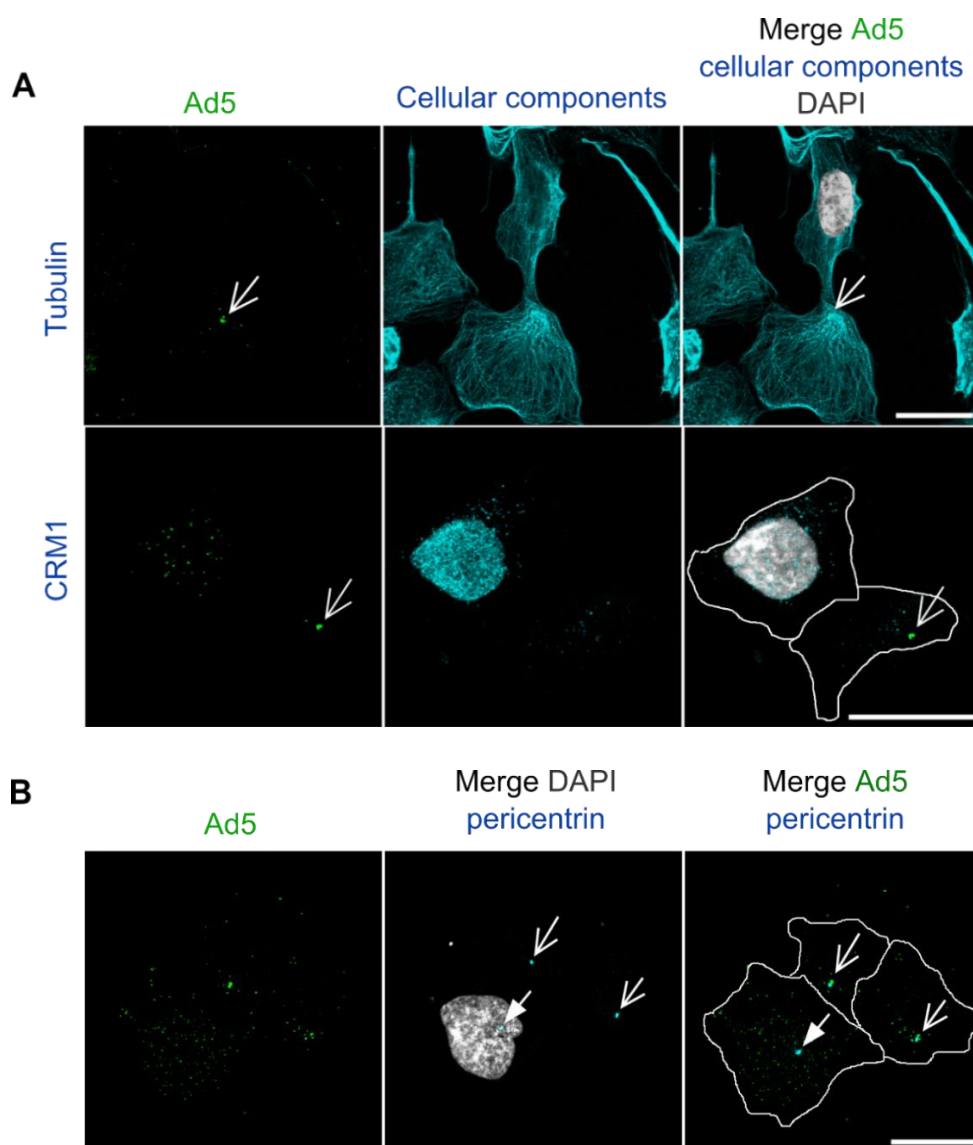 A
Ad5
Cellular components
Merge Ad5
cellular components
DAPI
Tubulin
CRM1
B
Ad5
Merge DAPI
pericentrin
Merge Ad5
pericentrin